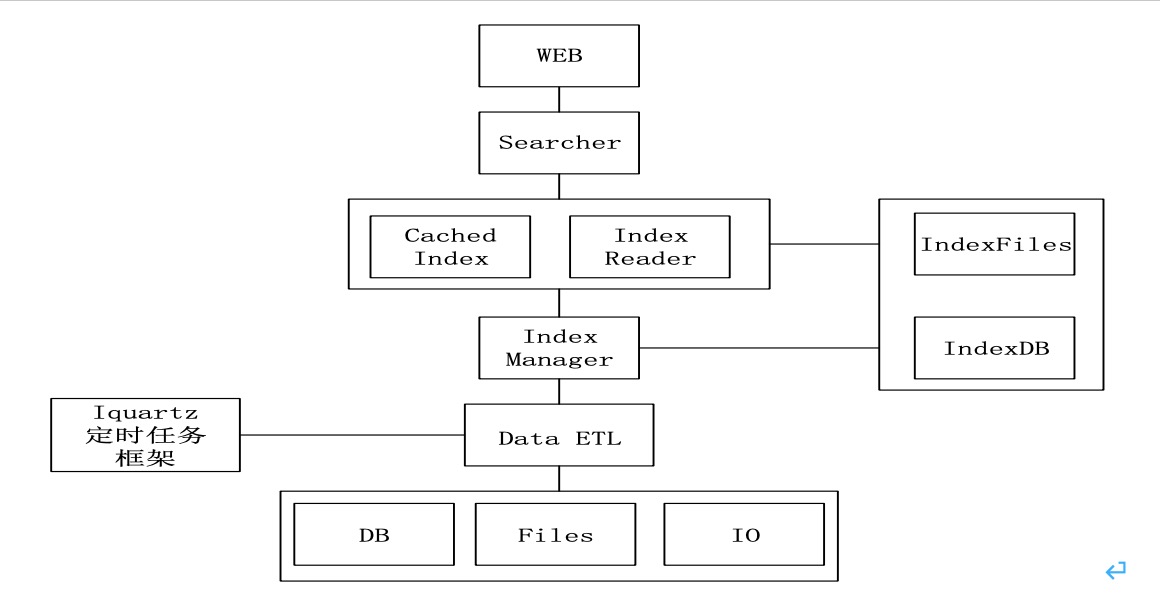 WEB
Searcher
Cached
Index
Index
Reader
IndexFiles
Index
Manager
IndexDB
Iquartz
定时任务
框架
Data ETL
DB
Files
IO